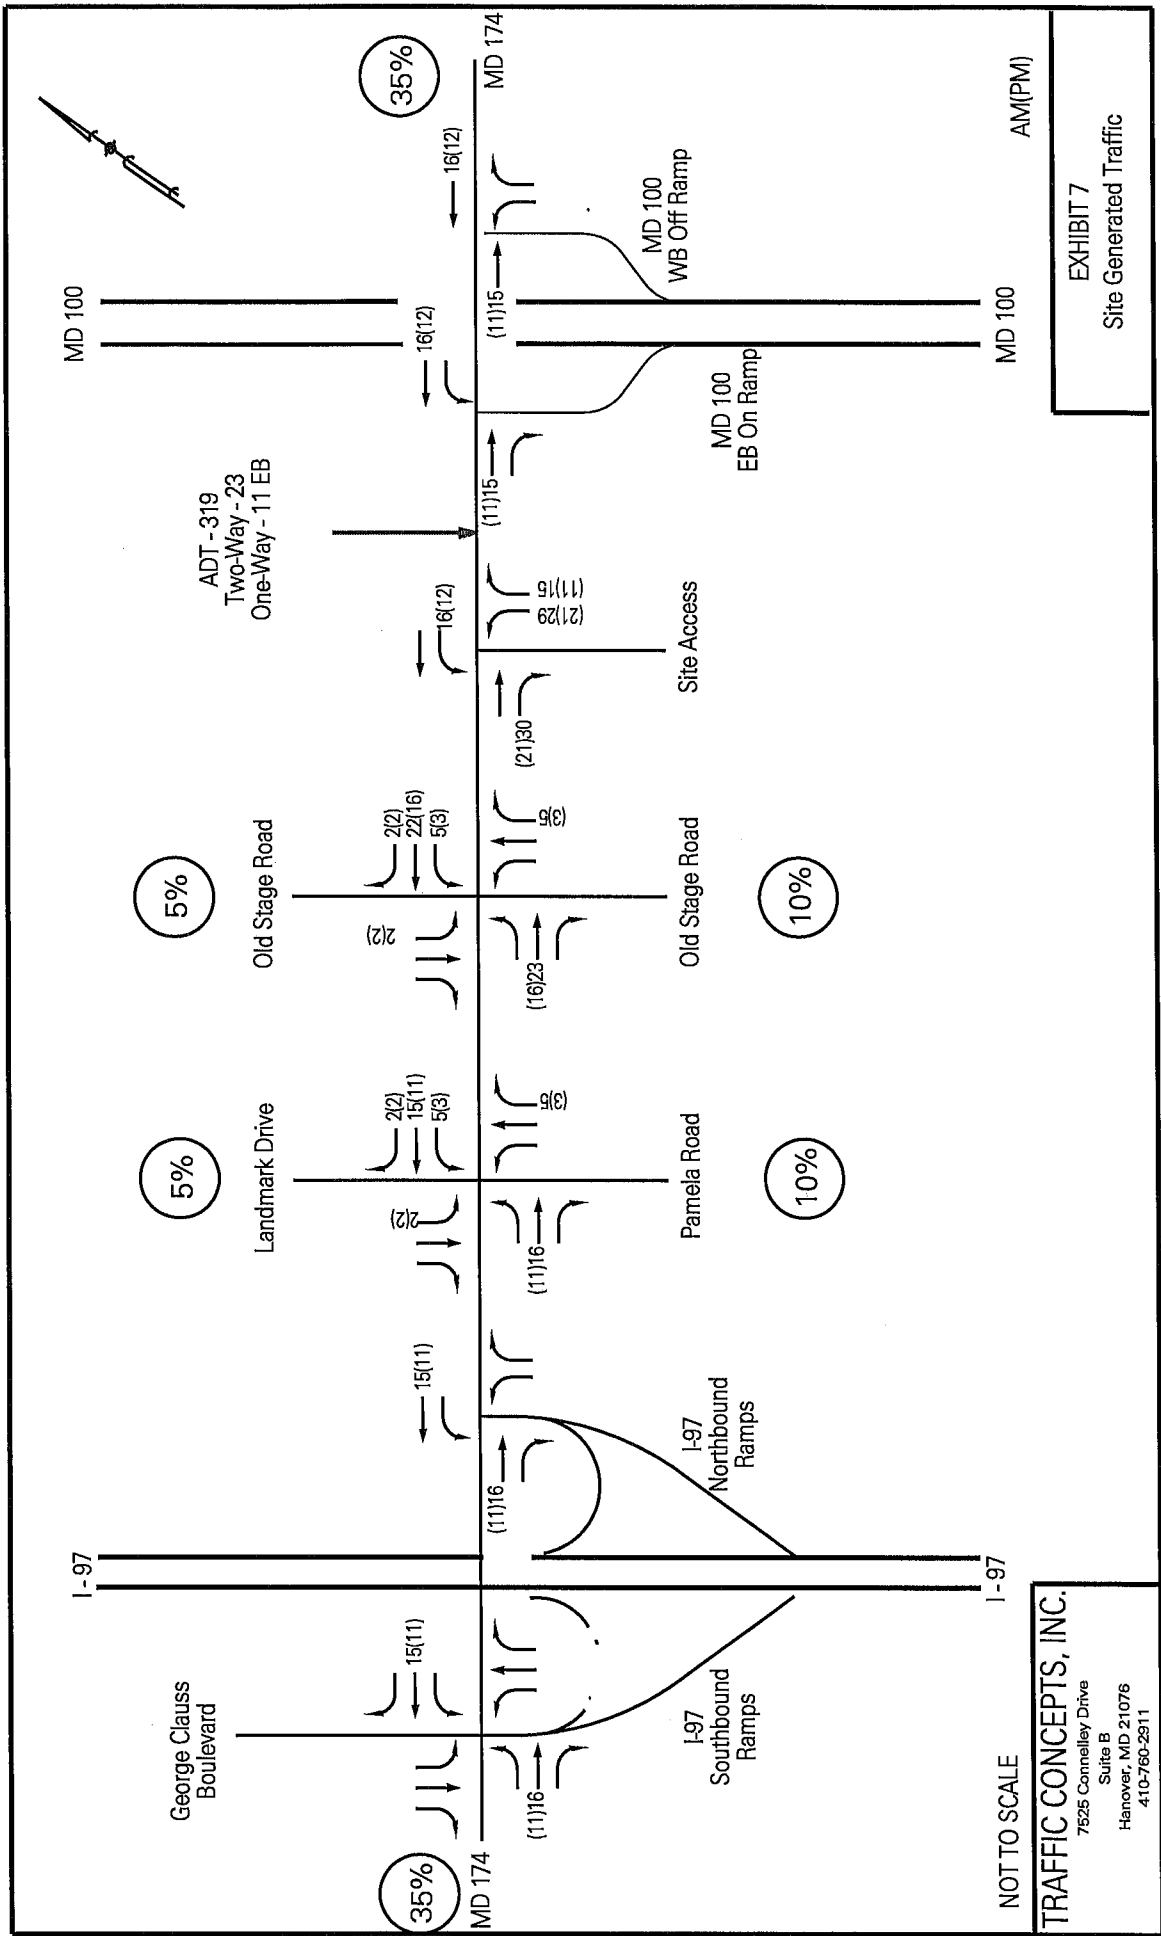 MD 100
I - 97
George Clauss
Boulevard
Landmark Drive
5%
Old Stage Road
5%
ADT - 319
Two-Way - 23
One-Way - 11 EB
35%
MD 174
35%
MD 174
15(11)
(11)16
15(11)
(11)16
2(2)
2(2)
15(11)
5(3)
(11)16
(3)5
2(2)
2(2)
22(16)
5(3)
(16)23
(3)5
16(12)
(21)30
(21)29
(11)15
16(12)
(11)15
16(12)
(11)15
I-97
Southbound
Ramps
I-97
Northbound
Ramps
Pamela Road
10%
Old Stage Road
10%
Site Access
MD 100
EB On Ramp
MD 100
WB Off Ramp
I - 97
MD 100
NOT TO SCALE
AM(PM)
TRAFFIC CONCEPTS, INC.
7525 Connelley Drive
Suite B
Hanover, MD 21076
410-760-2911
EXHIBIT 7
Site Generated Traffic